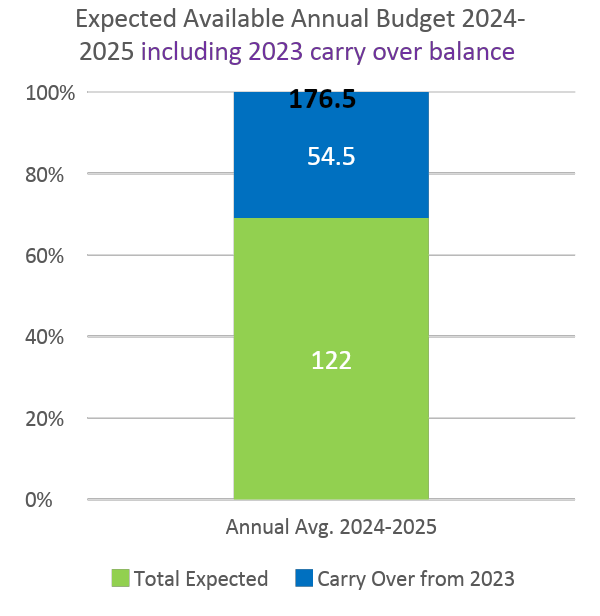 Expected Available Annual Budget 2024-
2025 including 2023 carry over balance
100%
176.5
54.5
80%
60%
40%
122
20%
0%
Annual Avg. 2024-2025
Total Expected
Carry Over from 2023